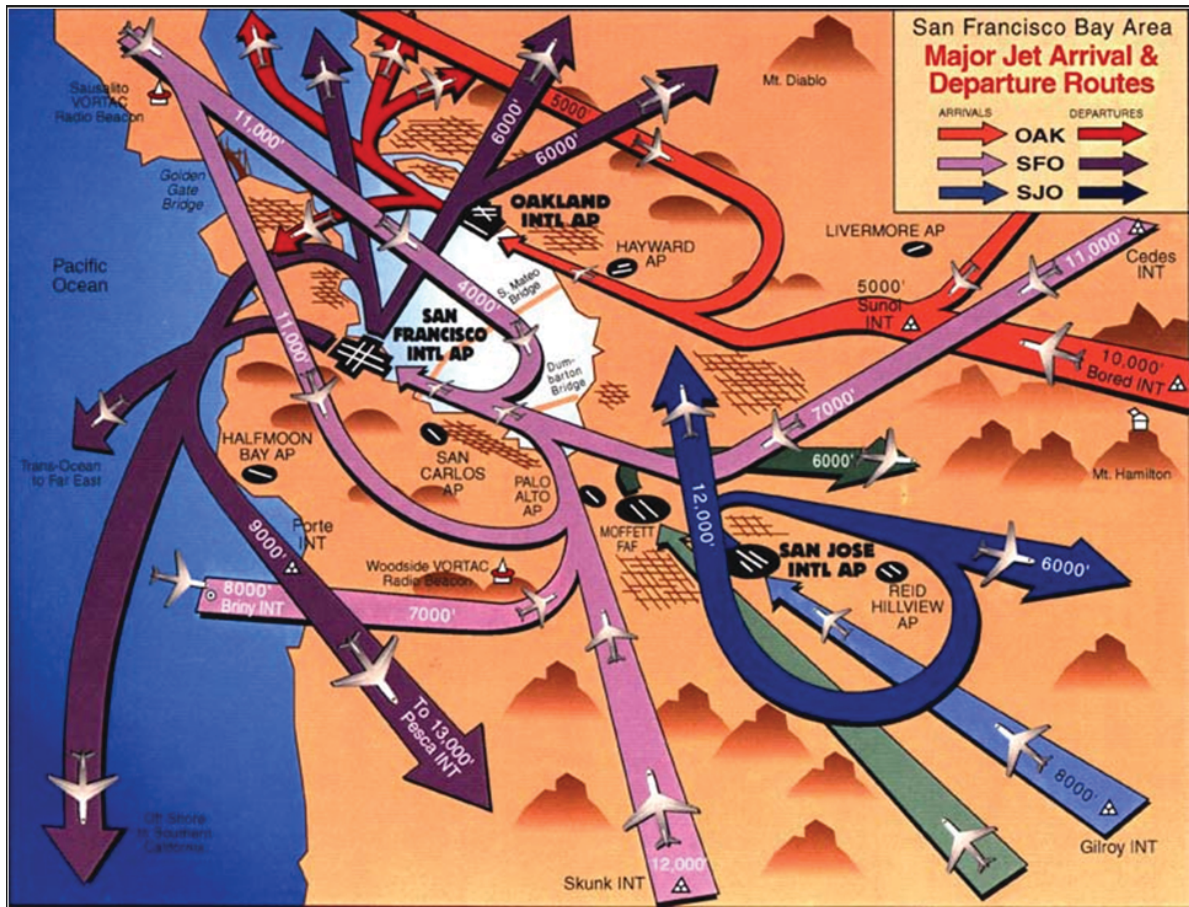 San Francisco Bay Area
Major Jet Arrival &
Departure Routes
ARRIVALS
DEPARTURES
OAK
SFO
SJO
Mt. Diablo
Sausalito
VORTAC
Radio Beacon
11,000'
6000'
6000'
5000'
Golden
Gate
Bridge
OAKLAND
INTL AP
HAYWARD
AP
LIVERMORE AP
11,000'
Cedes
INT
Pacific
Ocean
4000'
S. Mateo
Bridge
5000'
Sunol
INT
SAN
FRANCISCO
INTL AP
11,000'
Dum-
barton
Bridge
10,000'
Bored INT
7000'
HALFMOON
BAY AP
SAN
CARLOS
AP
Trans-Ocean
to Far East
6000'
Mt. Hamilton
PALO
ALTO
AP
12,000'
MOFFETT
FAF
9000'
Porte
INT
Woodside VORTAC
Radio Beacon
SAN JOSE
INTL AP
REID
HILLVIEW
AP
6000'
8000'
Briny INT
7000'
To 13,000'
Pesca INT
8000'
Gilroy INT
Off Shore
to Southern
California
Skunk INT
12,000'